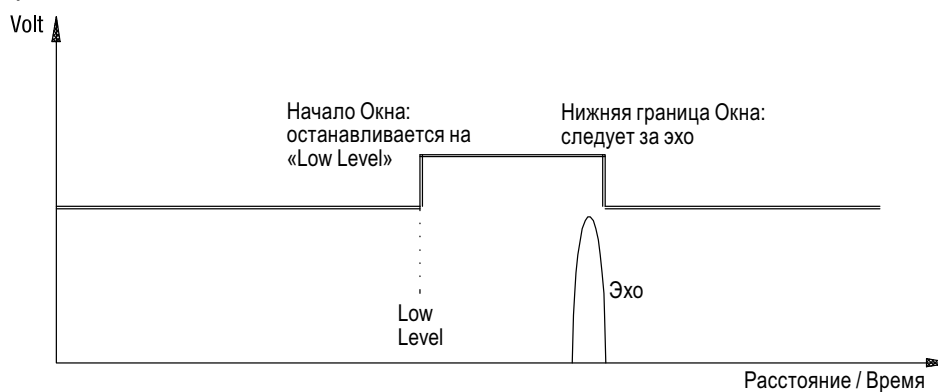 Volt
Начало Окна:
останавливается на
«Low Level»
Нижняя граница Окна:
следует за эхо
Эхо
Low
Level
Расстояние / Время